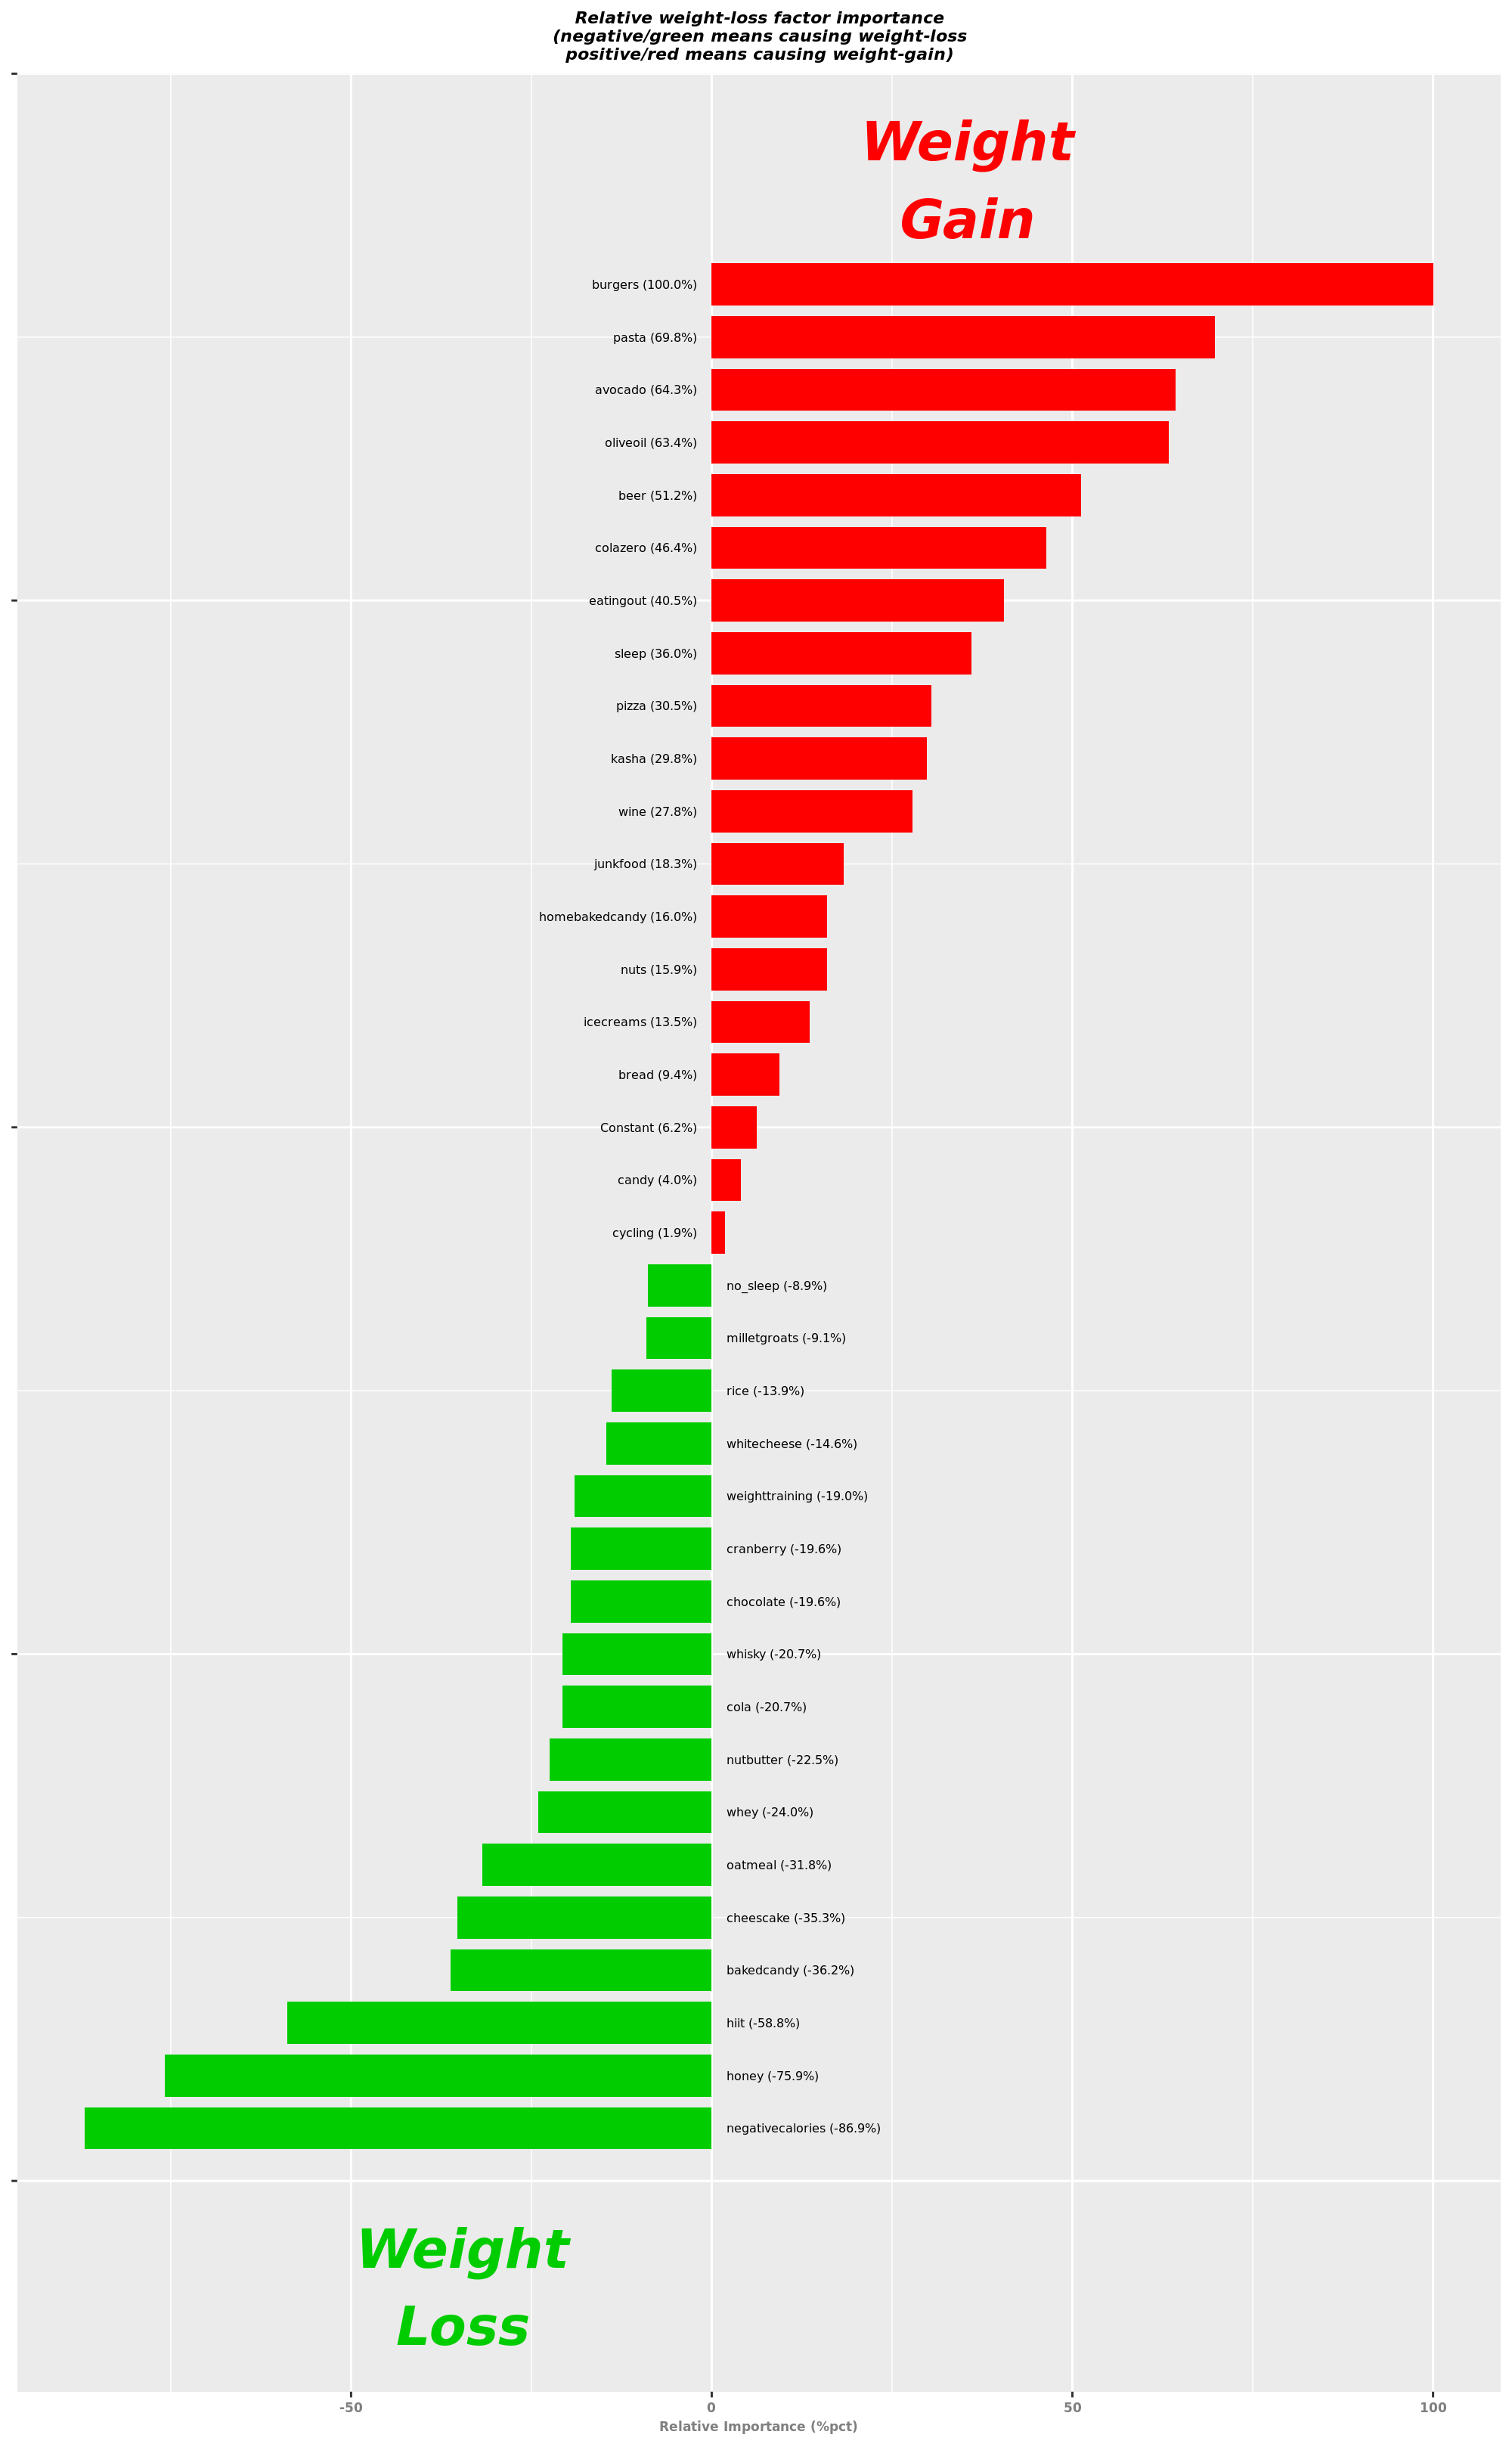 Relative weight-loss factor importance
(negative/green means causing weight-loss
positive/red means causing weight-gain)
Weight
Gain
burgers (100.0%)
pasta (69.8%)
avocado (64.3%)
oliveoil (63.4%)
beer (51.2%)
colazero (46.4%)
eatingout (40.5%)
sleep (36.0%)
pizza (30.5%)
kasha (29.8%)
wine (27.8%)
junkfood (18.3%)
homebakedcandy (16.0%)
nuts (15.9%)
icecreams (13.5%)
bread (9.4%)
Constant (6.2%)
candy (4.0%)
cycling (1.9%)
no_sleep (-8.9%)
milletgroats (-9.1%)
rice (-13.9%)
whitecheese (-14.6%)
weighttraining (-19.0%)
cranberry (-19.6%)
chocolate (-19.6%)
whisky (-20.7%)
cola (-20.7%)
nutbutter (-22.5%)
whey (-24.0%)
oatmeal (-31.8%)
cheescake (-35.3%)
bakedcandy (-36.2%)
hiit (-58.8%)
honey (-75.9%)
negativecalories (-86.9%)
Weight
Loss
-50 0 50 100
Relative Importance (%pct)